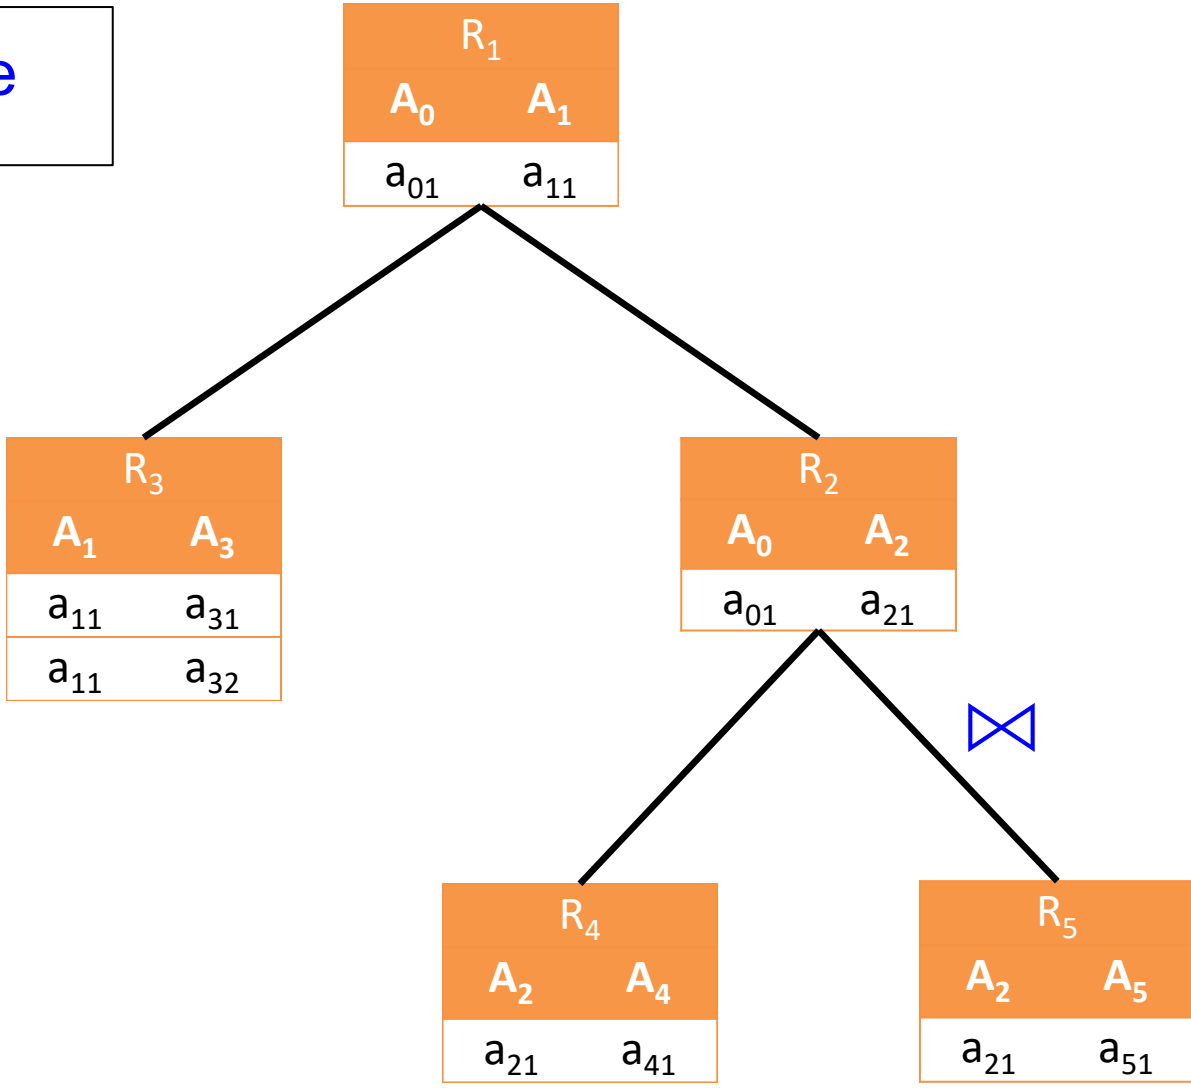 R₁
A₀ A₁
a₀₁ a₁₁
R₃
A₁ A₃
a₁₁ a₃₁
a₁₁ a₃₂
R₂
A₀ A₂
a₀₁ a₂₁
⋈
R₄
A₂ A₄
a₂₁ a₄₁
R₅
A₂ A₅
a₂₁ a₅₁